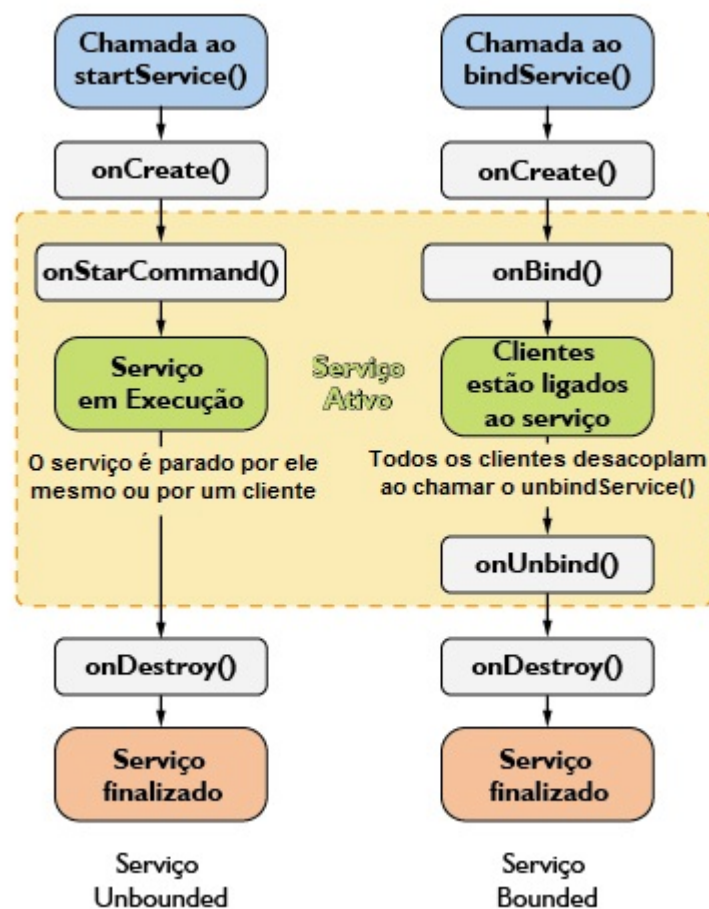 Chamada ao
startService()
onCreate()
onStarCommand()
Serviço
em Execução
O serviço é parado por ele
mesmo ou por um cliente
onDestroy()
Serviço
finalizado
Serviço
Unbounded
Serviço
Ativo
Chamada ao
bindService()
onCreate()
onBind()
Clientes
estão ligados
ao serviço
Todos os clientes desacoplam
ao chamar o unbindService()
onUnbind()
onDestroy()
Serviço
finalizado
Serviço
Bounded